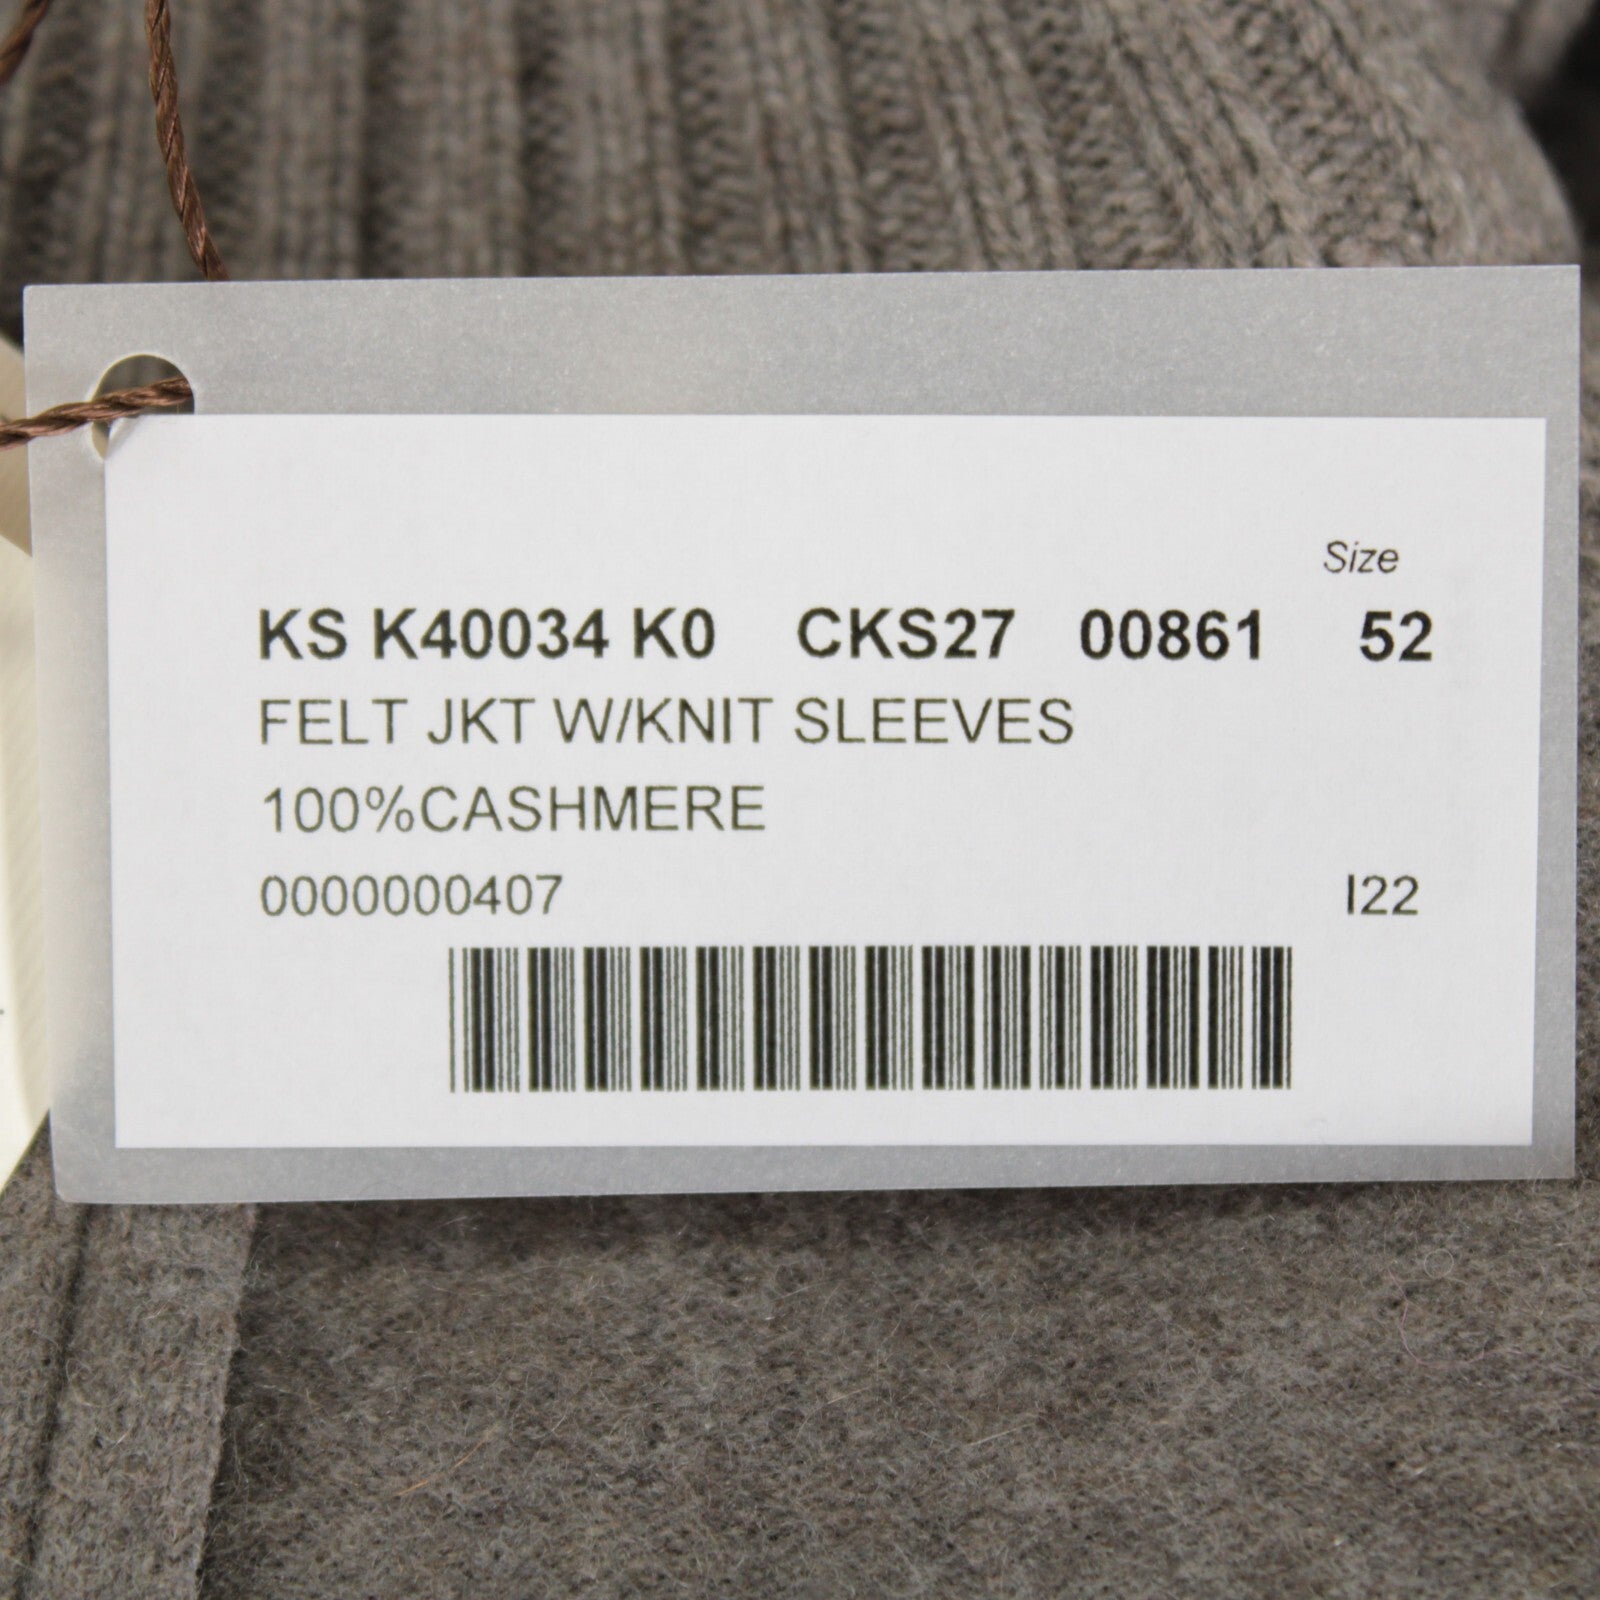 Size
KS K40034 K0 CKS27 00861 52
FELT JKT W/KNIT SLEEVES
100%CASHMERE
0000000407 I22